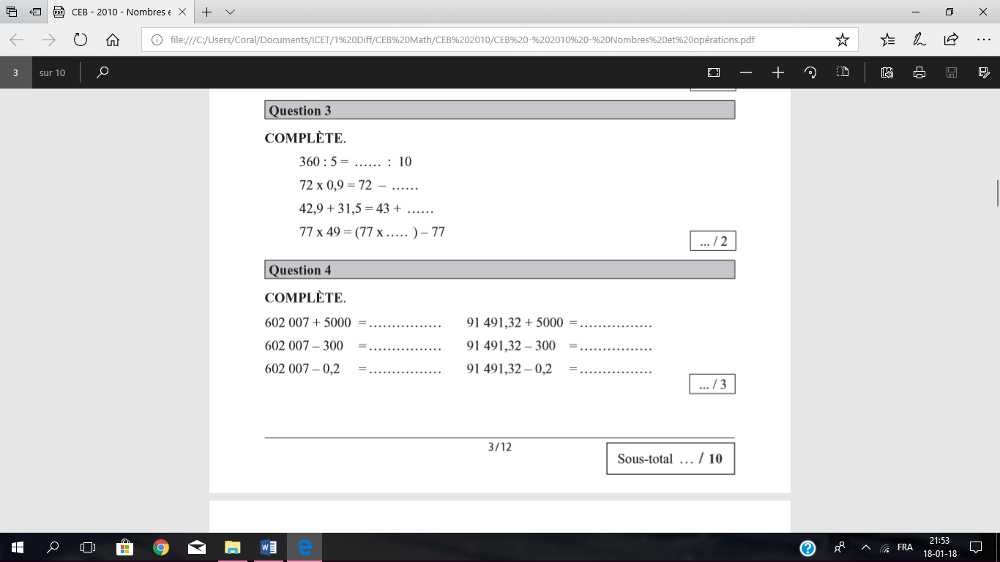 CEB - 2010 - Nombres e
file:///C:/Users/Coral/Documents/ICET/1%20Diff/CEB%20Math/CEB%202010/CEB%20-%202010%20-%20Nombres%20et%20opérations.pdf
3 sur 10
Question 3
COMPLÈTE.
360 : 5 = …… : 10
72 x 0,9 = 72 – ……
42,9 + 31,5 = 43 + ……
77 x 49 = (77 x ..… ) – 77
... / 2
Question 4
COMPLÈTE.
602 007 + 5000 = ................ 91 491,32 + 5000 = ................
602 007 – 300 = ................ 91 491,32 – 300 = ................
602 007 – 0,2 = ................ 91 491,32 – 0,2 = ................
... / 3
3/12
Sous-total … / 10
FRA
21:53
18-01-18